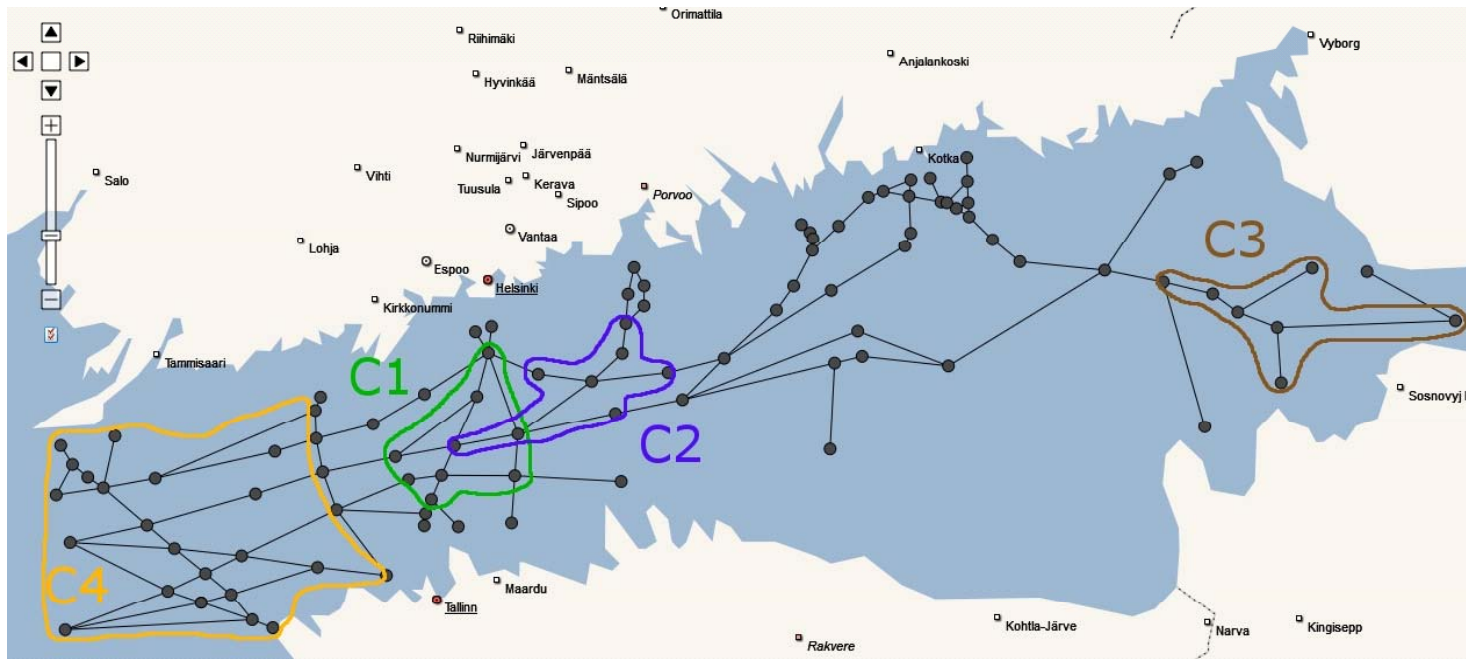 Orimattila
Riihimäki
Vyborg
Anjalankoski
Hyvinkää
Mäntsälä
Nurmijärvi
Järvenpää
Kotka
Salo
Vihti
Tuusula
Kerava
Porvoo
Sipoo
Vantaa
Lohja
C3
Espoo
Helsinki
Kirkkonummi
Tammisaari
C1
Sosnovyj
C2
C4
Maardu
Tallinn
Kohtla-Järve
Narva
Kingisepp
Rakvere